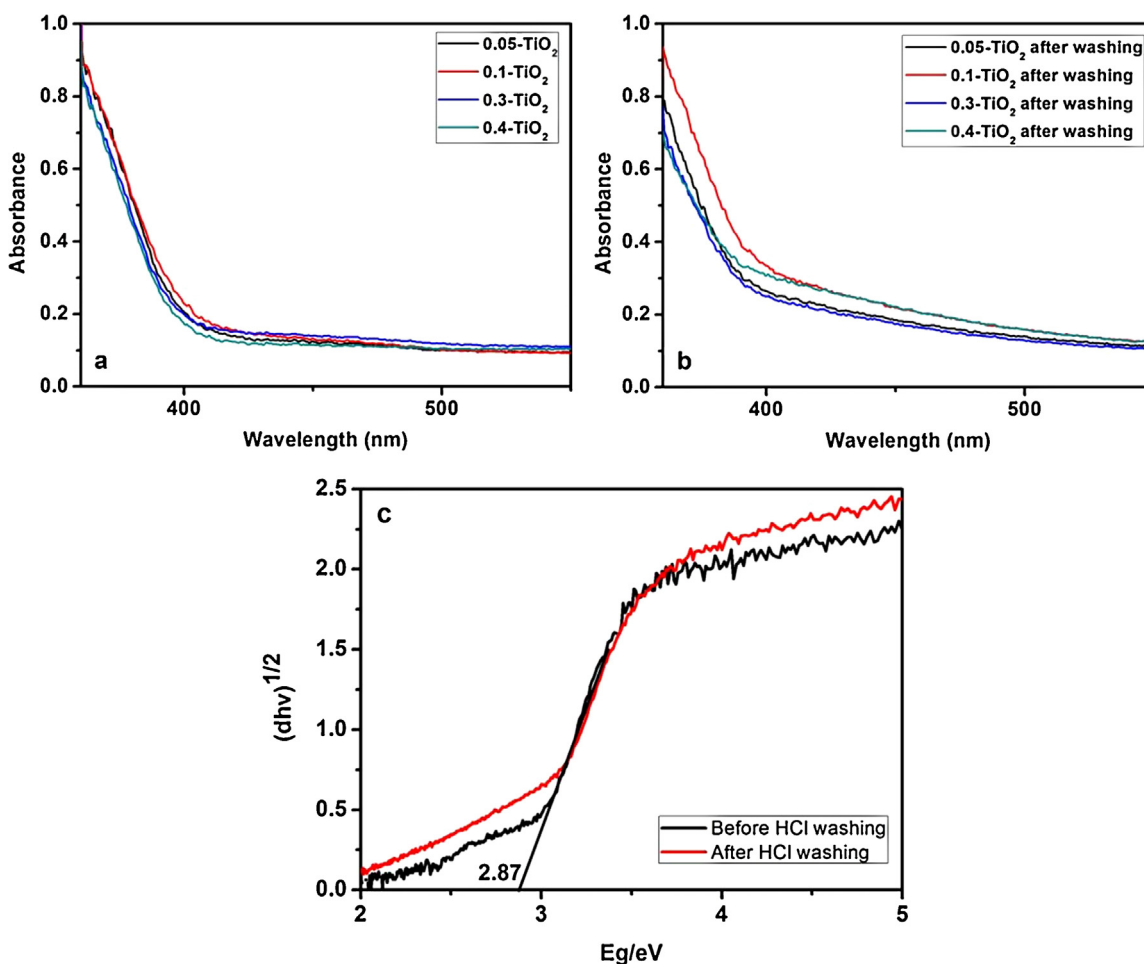 1.0
0.8
0.6
0.4
0.2
0.0
Absorbance
0.05-TiO₂
0.1-TiO₂
0.3-TiO₂
0.4-TiO₂
a
400
500
Wavelength (nm)
1.0
0.8
0.6
0.4
0.2
0.0
Absorbance
0.05-TiO₂ after washing
0.1-TiO₂ after washing
0.3-TiO₂ after washing
0.4-TiO₂ after washing
b
400
500
Wavelength (nm)
2.5
2.0
1.5
1.0
0.5
0.0
(dhv)1/2
c
2.87
Before HCl washing
After HCl washing
2
3
4
5
Eg/eV